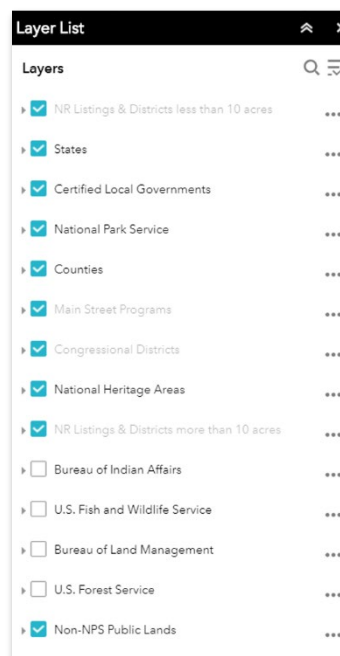 Layer List
Layers
NR Listings & Districts less than 10 acres
States
Certified Local Governments
National Park Service
Counties
Main Street Programs
Congressional Districts
National Heritage Areas
NR Listings & Districts more than 10 acres
Bureau of Indian Affairs
U.S. Fish and Wildlife Service
Bureau of Land Management
U.S. Forest Service
Non-NPS Public Lands